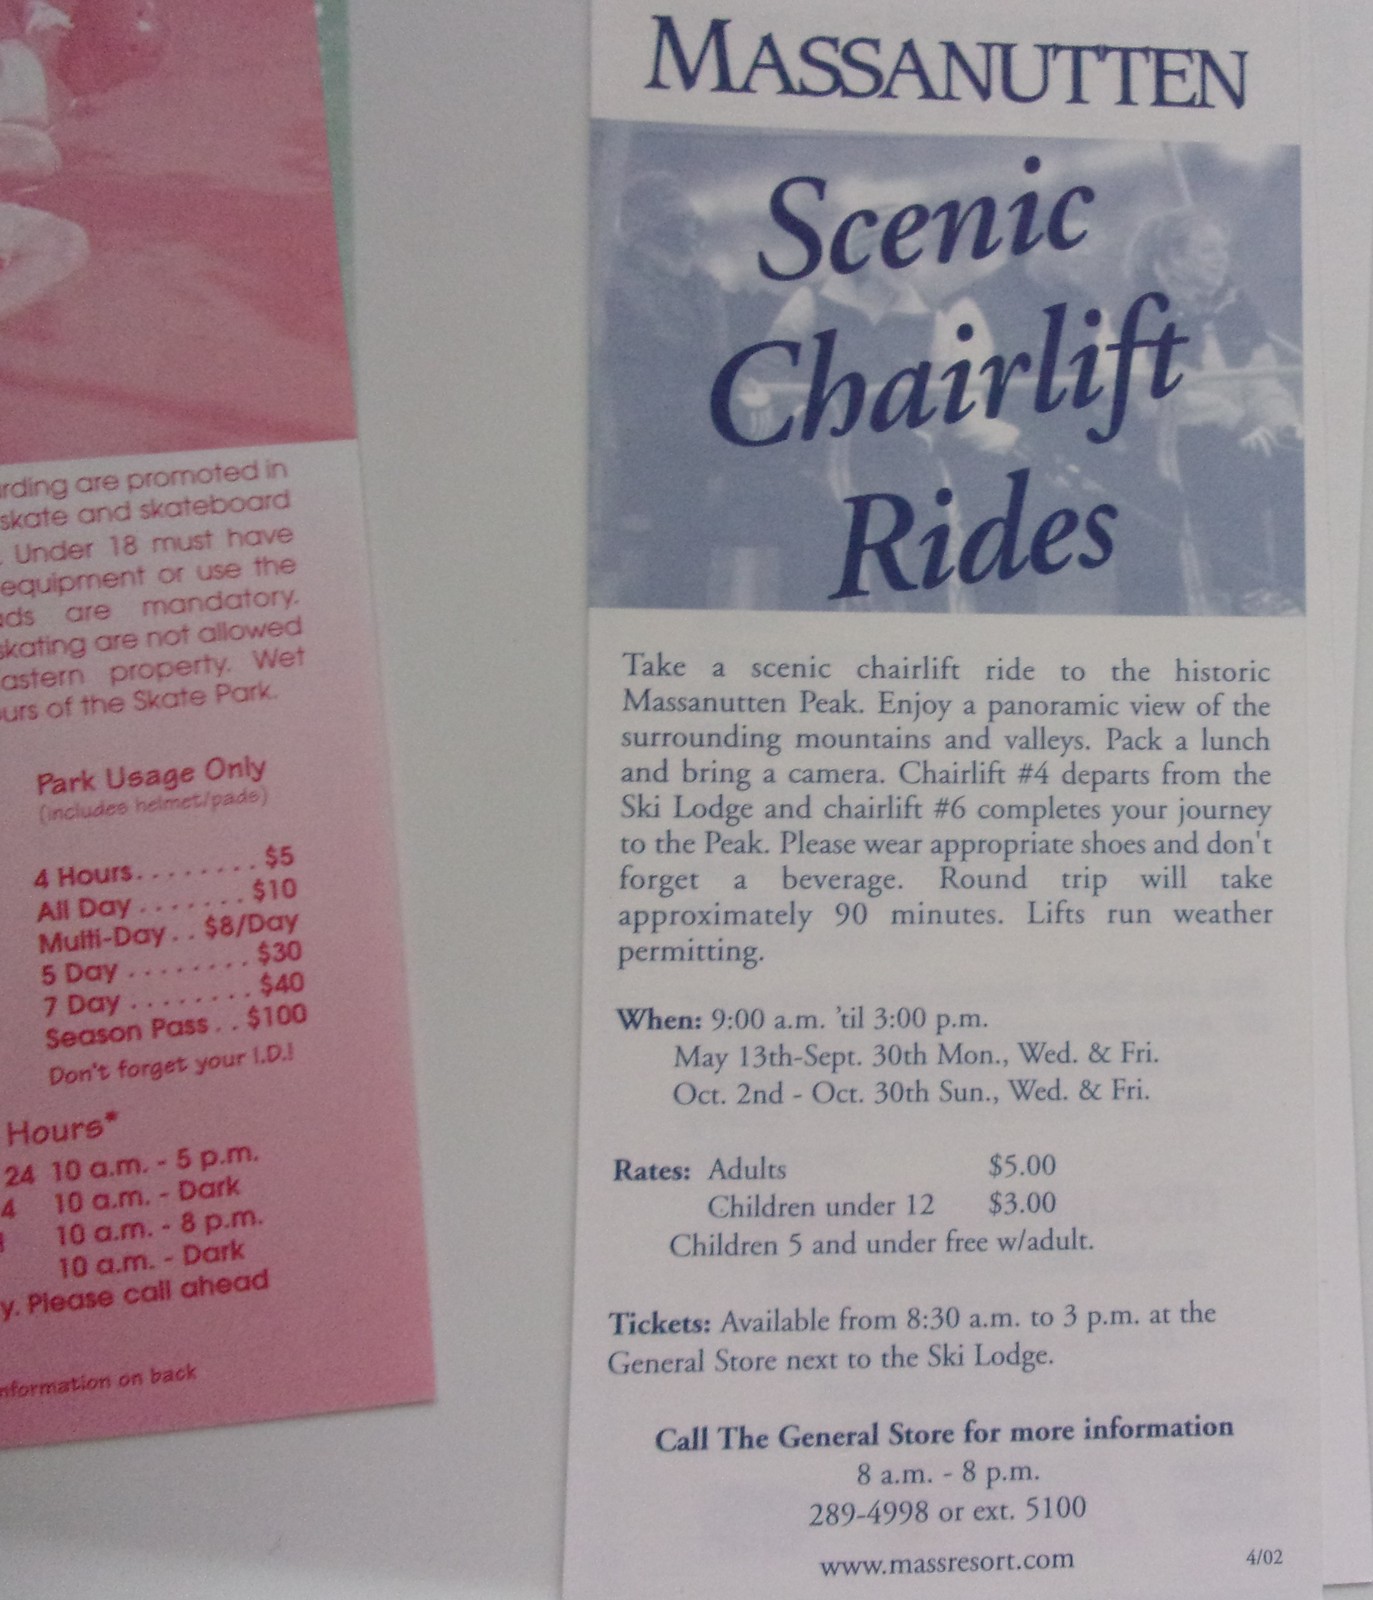 rding are promoted in
skate and skateboard
. Under 18 must have
equipment or use the
ds are mandatory.
skating are not allowed
astern property. Wet
urs of the Skate Park.
Park Usage Only
(includes helmet/pads)
4 Hours........$5
All Day.......$10
Multi-Day..$8/Day
5 Day........$30
7 Day........$40
Season Pass..$100
Don't forget your I.D.!
Hours*
24 10 a.m. - 5 p.m.
4 10 a.m. - Dark
10 a.m. - 8 p.m.
10 a.m. - Dark
y. Please call ahead
nformation on back
MASSANUTTEN
Scenic
Chairlift
Rides
Take a scenic chairlift ride to the historic
Massanutten Peak. Enjoy a panoramic view of the
surrounding mountains and valleys. Pack a lunch
and bring a camera. Chairlift #4 departs from the
Ski Lodge and chairlift #6 completes your journey
to the Peak. Please wear appropriate shoes and don't
forget a beverage. Round trip will take
approximately 90 minutes. Lifts run weather
permitting.
When: 9:00 a.m. 'til 3:00 p.m.
May 13th-Sept. 30th Mon., Wed. & Fri.
Oct. 2nd - Oct. 30th Sun., Wed. & Fri.
Rates: Adults $5.00
Children under 12 $3.00
Children 5 and under free w/adult.
Tickets: Available from 8:30 a.m. to 3 p.m. at the
General Store next to the Ski Lodge.
Call The General Store for more information
8 a.m. - 8 p.m.
289-4998 or ext. 5100
www.massresort.com 4/02